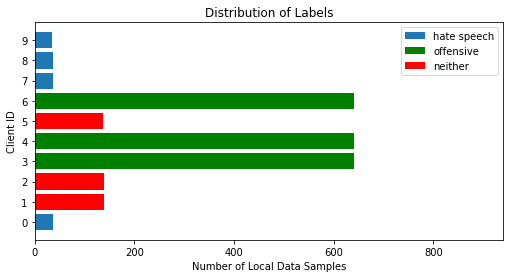 Distribution of Labels
hate speech
offensive
neither
9
8
7
6
5
4
3
2
1
0
Client ID
0 200 400 600 800
Number of Local Data Samples